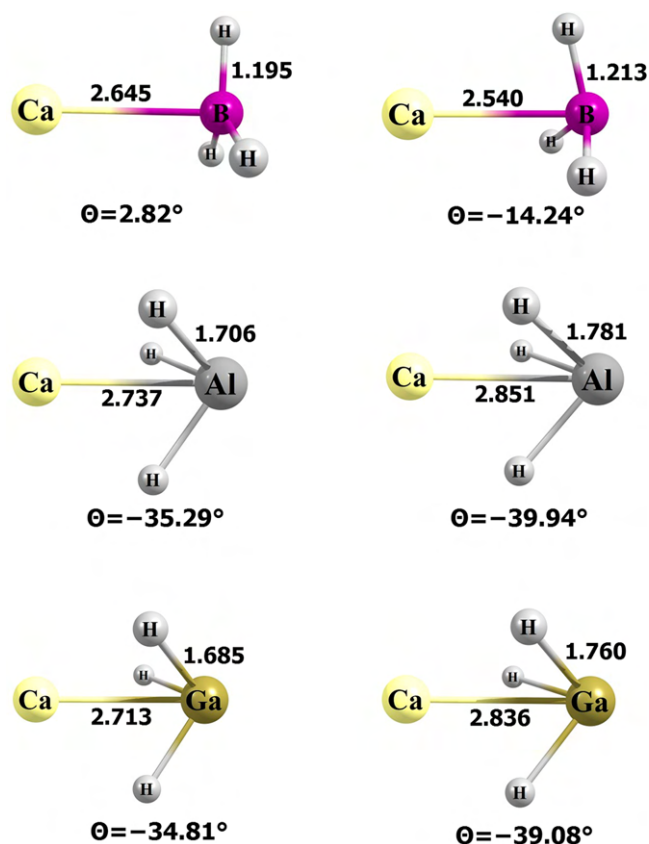 H H
1.195 1.213
2.645 2.540
Ca B Ca B
H H H H
Θ=2.82° Θ=−14.24°
H H
1.706 1.781
H H
Ca Al Ca Al
2.737 2.851
H H
Θ=−35.29° Θ=−39.94°
H H
1.685 1.760
H H
Ca Ga Ca Ga
2.713 2.836
H H
Θ=−34.81° Θ=−39.08°